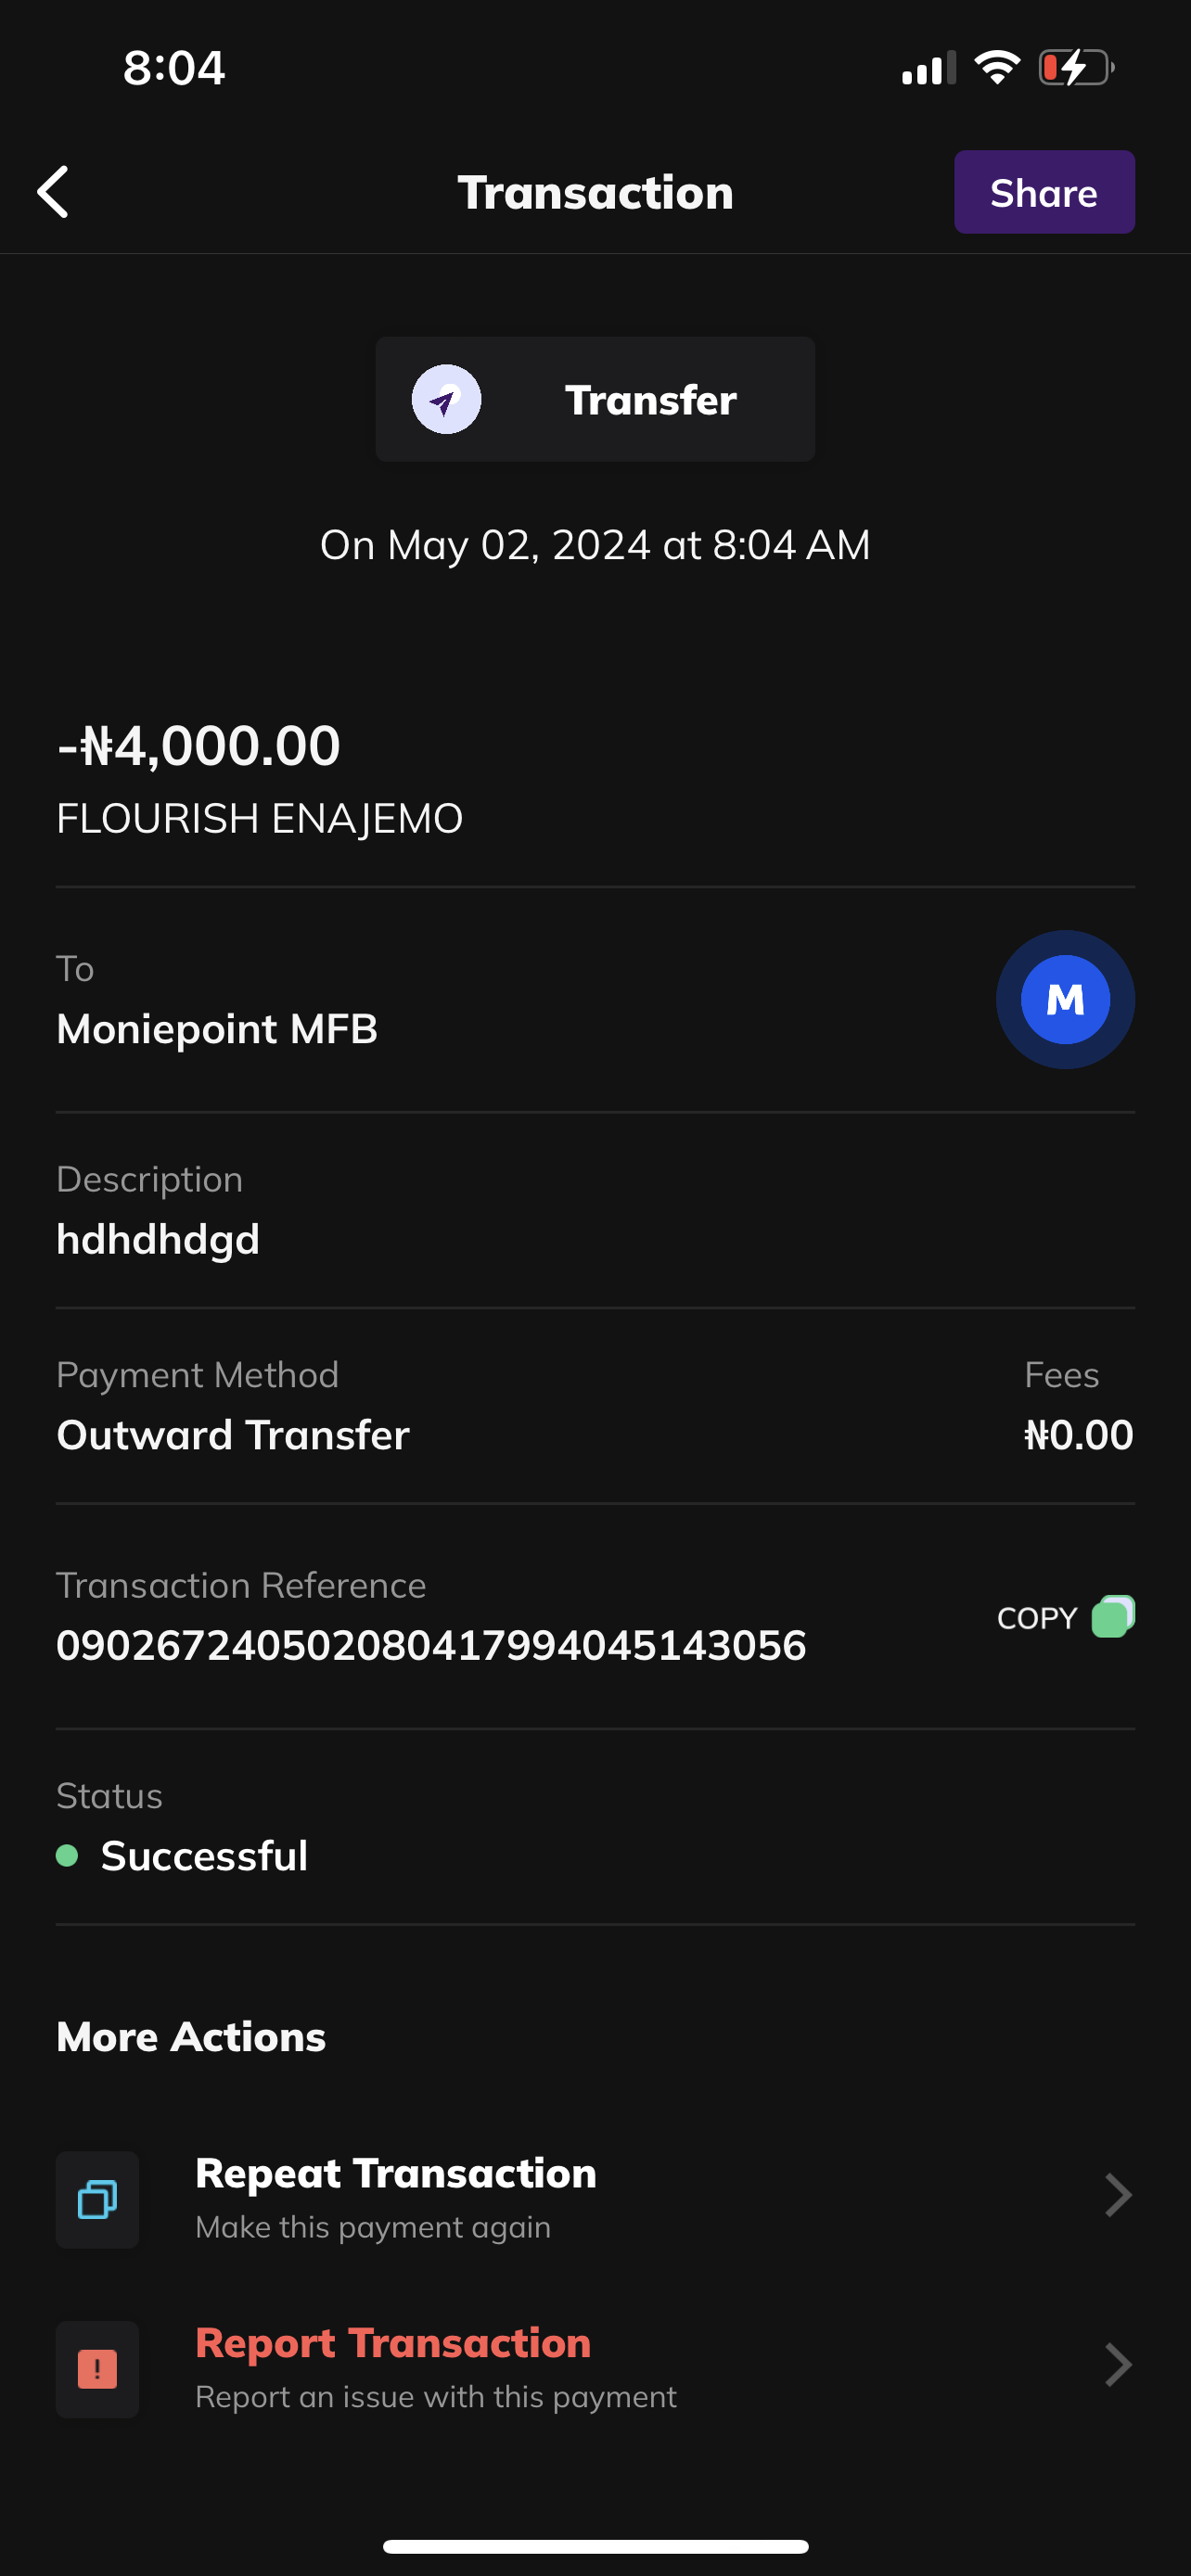 8:04
Transaction
Share
Transfer
On May 02, 2024 at 8:04 AM
-₦4,000.00
FLOURISH ENAJEMO
To
Moniepoint MFB
M
Description
hdhdhdgd
Payment Method
Fees
Outward Transfer
₦0.00
Transaction Reference
090267240502080417994045143056
COPY
Status
Successful
More Actions
Repeat Transaction
Make this payment again
!
Report Transaction
Report an issue with this payment